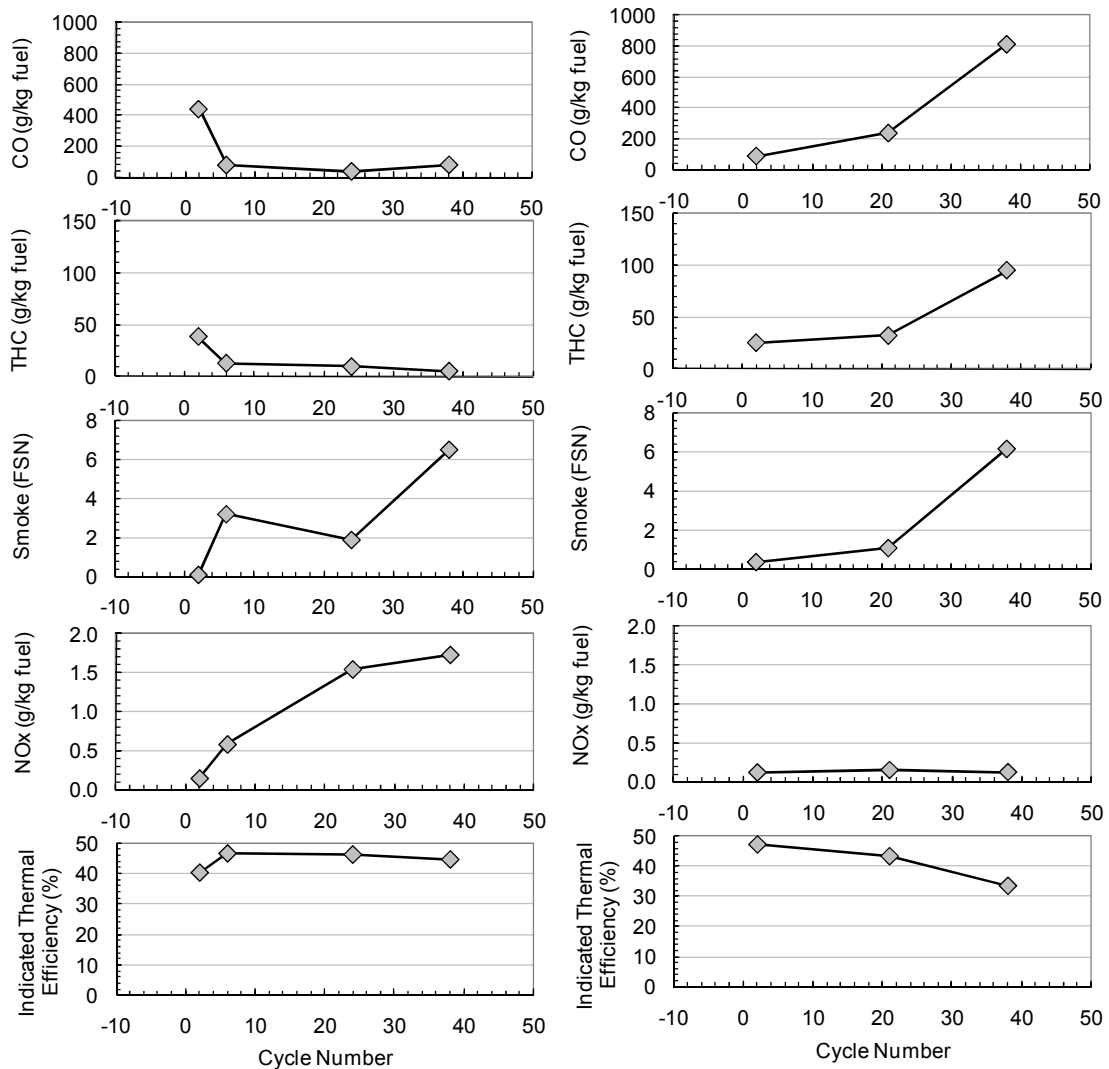 CO (g/kg fuel)
1000
800
600
400
200
0
-10 0 10 20 30 40 50
THC (g/kg fuel)
150
100
50
0
-10 0 10 20 30 40 50
Smoke (FSN)
8
6
4
2
0
-10 0 10 20 30 40 50
NOx (g/kg fuel)
2.0
1.5
1.0
0.5
0.0
-10 0 10 20 30 40 50
Indicated Thermal
Efficiency (%)
50
40
30
20
10
0
-10 0 10 20 30 40 50
Cycle Number
CO (g/kg fuel)
1000
800
600
400
200
0
-10 0 10 20 30 40 50
THC (g/kg fuel)
150
100
50
0
-10 0 10 20 30 40 50
Smoke (FSN)
8
6
4
2
0
-10 0 10 20 30 40 50
NOx (g/kg fuel)
2.0
1.5
1.0
0.5
0.0
-10 0 10 20 30 40 50
Indicated Thermal
Efficiency (%)
50
40
30
20
10
0
-10 0 10 20 30 40 50
Cycle Number